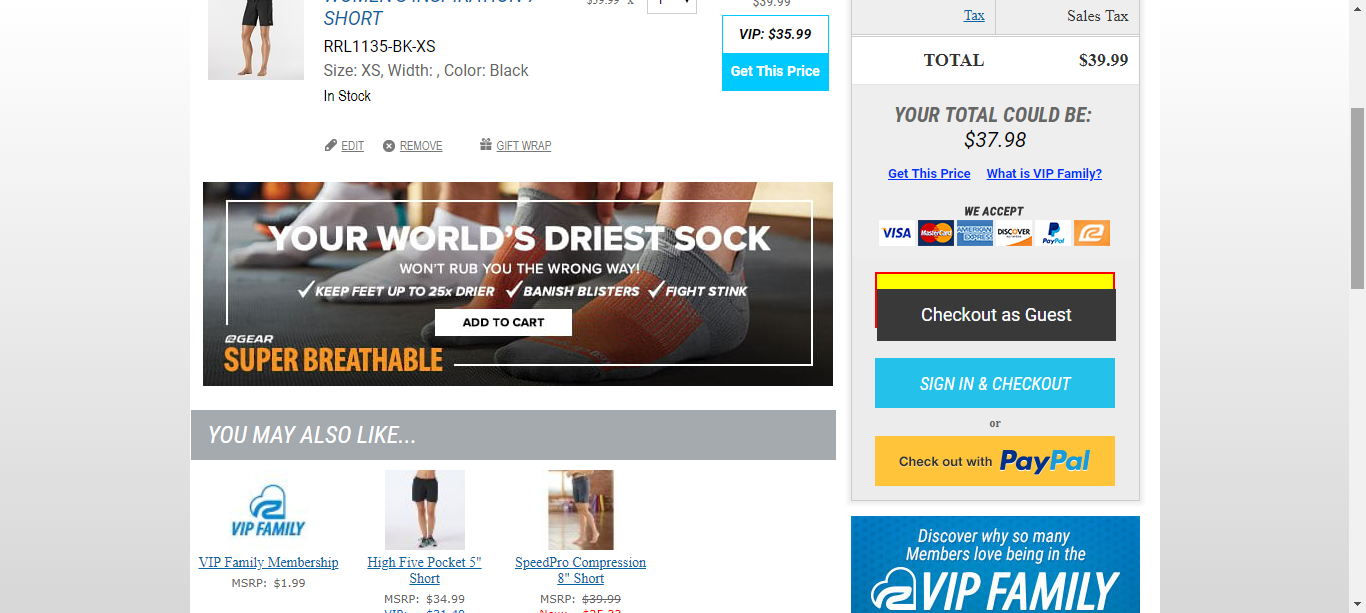 SHORT
RRL1135-BK-XS
Size: XS, Width: , Color: Black
In Stock
EDIT REMOVE GIFT WRAP
$39.99 x
$39.99
VIP: $35.99
Get This Price
YOUR WORLD'S DRIEST SOCK
WON'T RUB YOU THE WRONG WAY!
KEEP FEET UP TO 25x DRIER BANISH BLISTERS FIGHT STINK
ADD TO CART
GEAR
SUPER BREATHABLE
YOU MAY ALSO LIKE...
VIP FAMILY
VIP Family Membership
MSRP: $1.99
High Five Pocket 5"
Short
MSRP: $34.99
VIP: $31.49
SpeedPro Compression
8" Short
MSRP: $39.99
Tax Sales Tax
TOTAL $39.99
YOUR TOTAL COULD BE:
$37.98
Get This Price What is VIP Family?
WE ACCEPT
VISA MasterCard AMERICAN EXPRESS DISCOVER PayPal
Checkout as Guest
SIGN IN & CHECKOUT
or
Check out with PayPal
Discover why so many
Members love being in the
VIP FAMILY